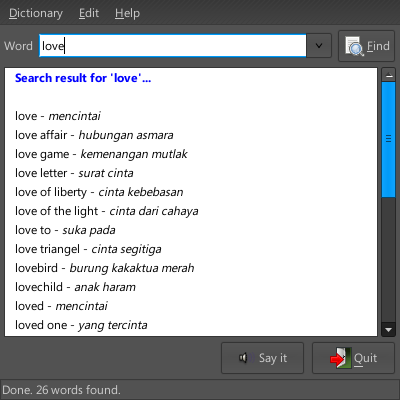 Dictionary Edit Help
Word love Find
Search result for 'love'...
love - mencintai
love affair - hubungan asmara
love game - kemenangan mutlak
love letter - surat cinta
love of liberty - cinta kebebasan
love of the light - cinta dari cahaya
love to - suka pada
love triangel - cinta segitiga
lovebird - burung kakaktua merah
lovechild - anak haram
loved - mencintai
loved one - yang tercinta
Say it Quit
Done. 26 words found.